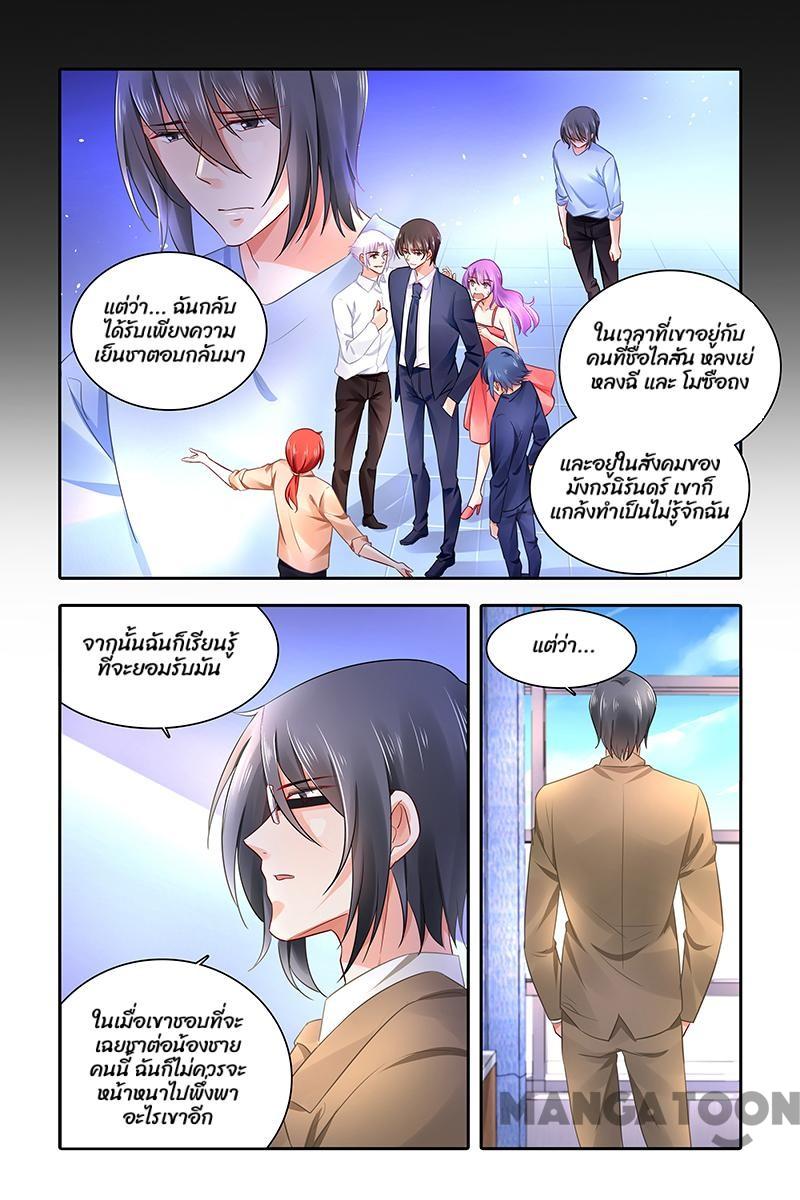 แต่ว่า... ฉันกลับ
ได้รับเพียงความ
เย็นชาตอบกลับมา
ในเวลาที่เขาอยู่กับ
คนที่ชื่อไลสัน หลงเย่
หลงฉี และ โมซือถง
และอยู่ในสังคมของ
มังกรนิรันดร์ เขาก็
แกล้งทำเป็นไม่รู้จักฉัน
จากนั้นฉันก็เรียนรู้
ที่จะยอมรับมัน
แต่ว่า...
ในเมื่อเขาชอบที่จะ
เฉยชาต่อน้องชาย
คนนี้ ฉันก็ไม่ควรจะ
หน้าหนาไปพึ่งพา
อะไรเขาอีก
MANGATOON